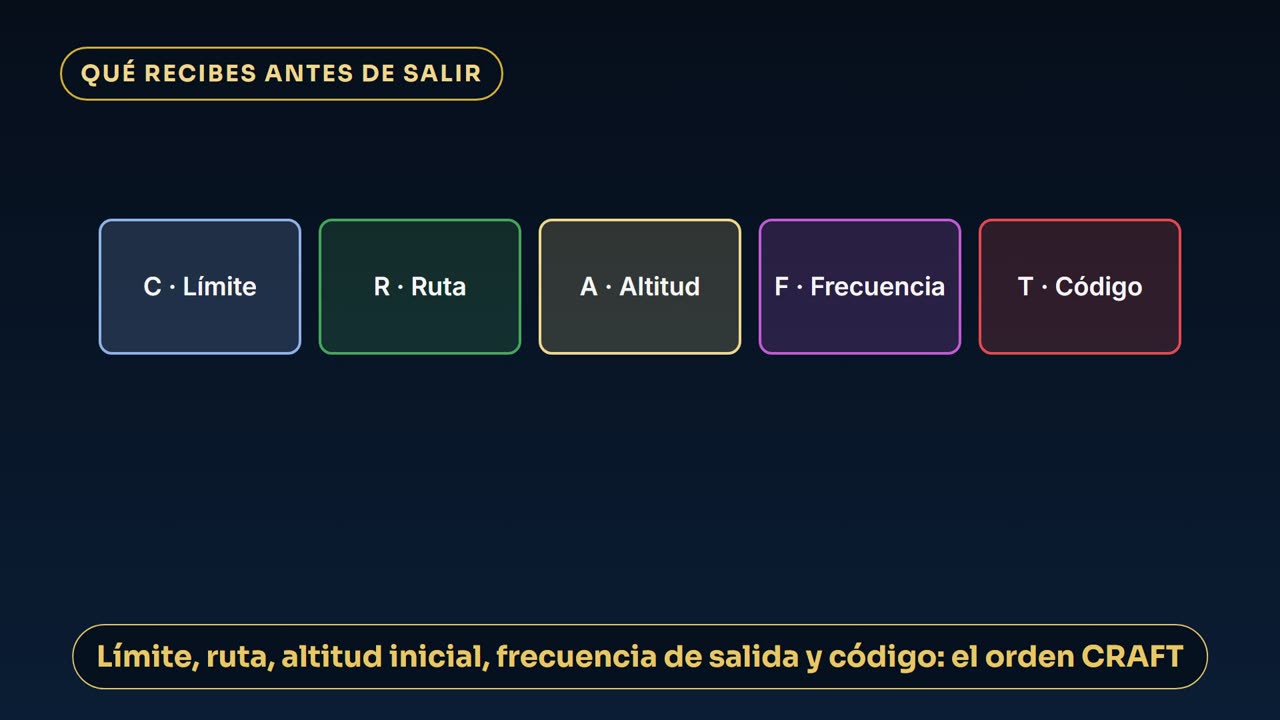 QUÉ RECIBES ANTES DE SALIR
C · Límite
R · Ruta
A · Altitud
F · Frecuencia
T · Código
Límite, ruta, altitud inicial, frecuencia de salida y código: el orden CRAFT